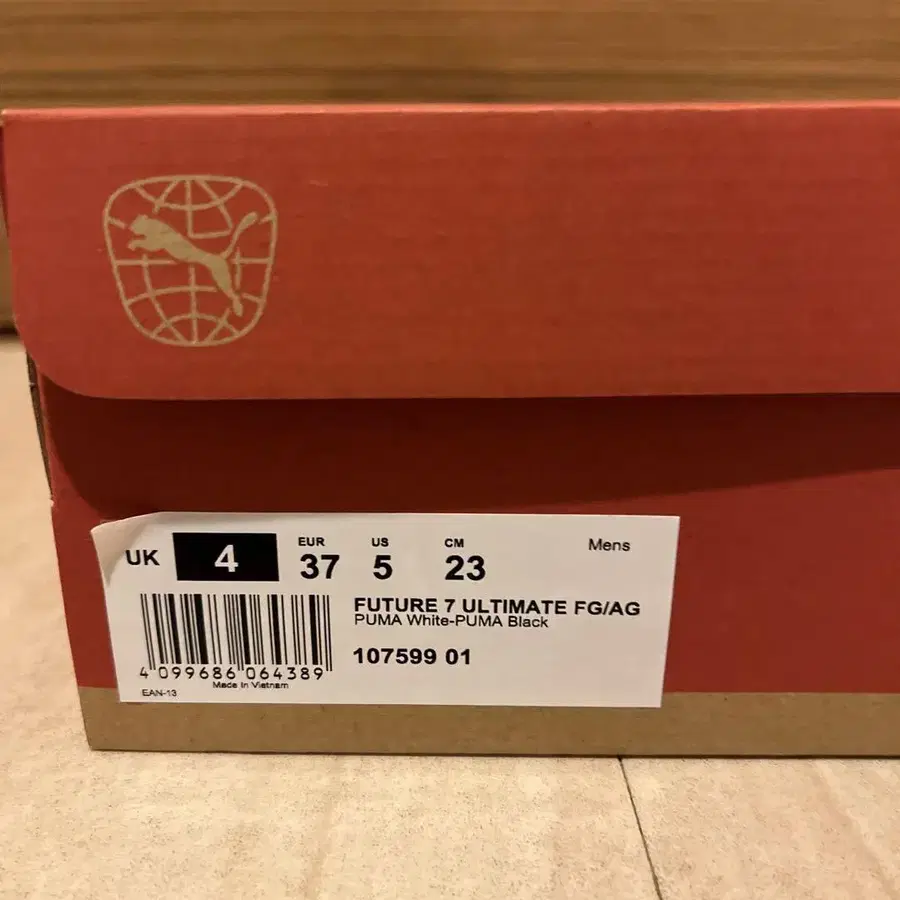 UK 4 EUR 37 US 5 CM 23 Mens
FUTURE 7 ULTIMATE FG/AG
PUMA White-PUMA Black
107599 01
4 099686 064389
Made In Vietnam
EAN-13